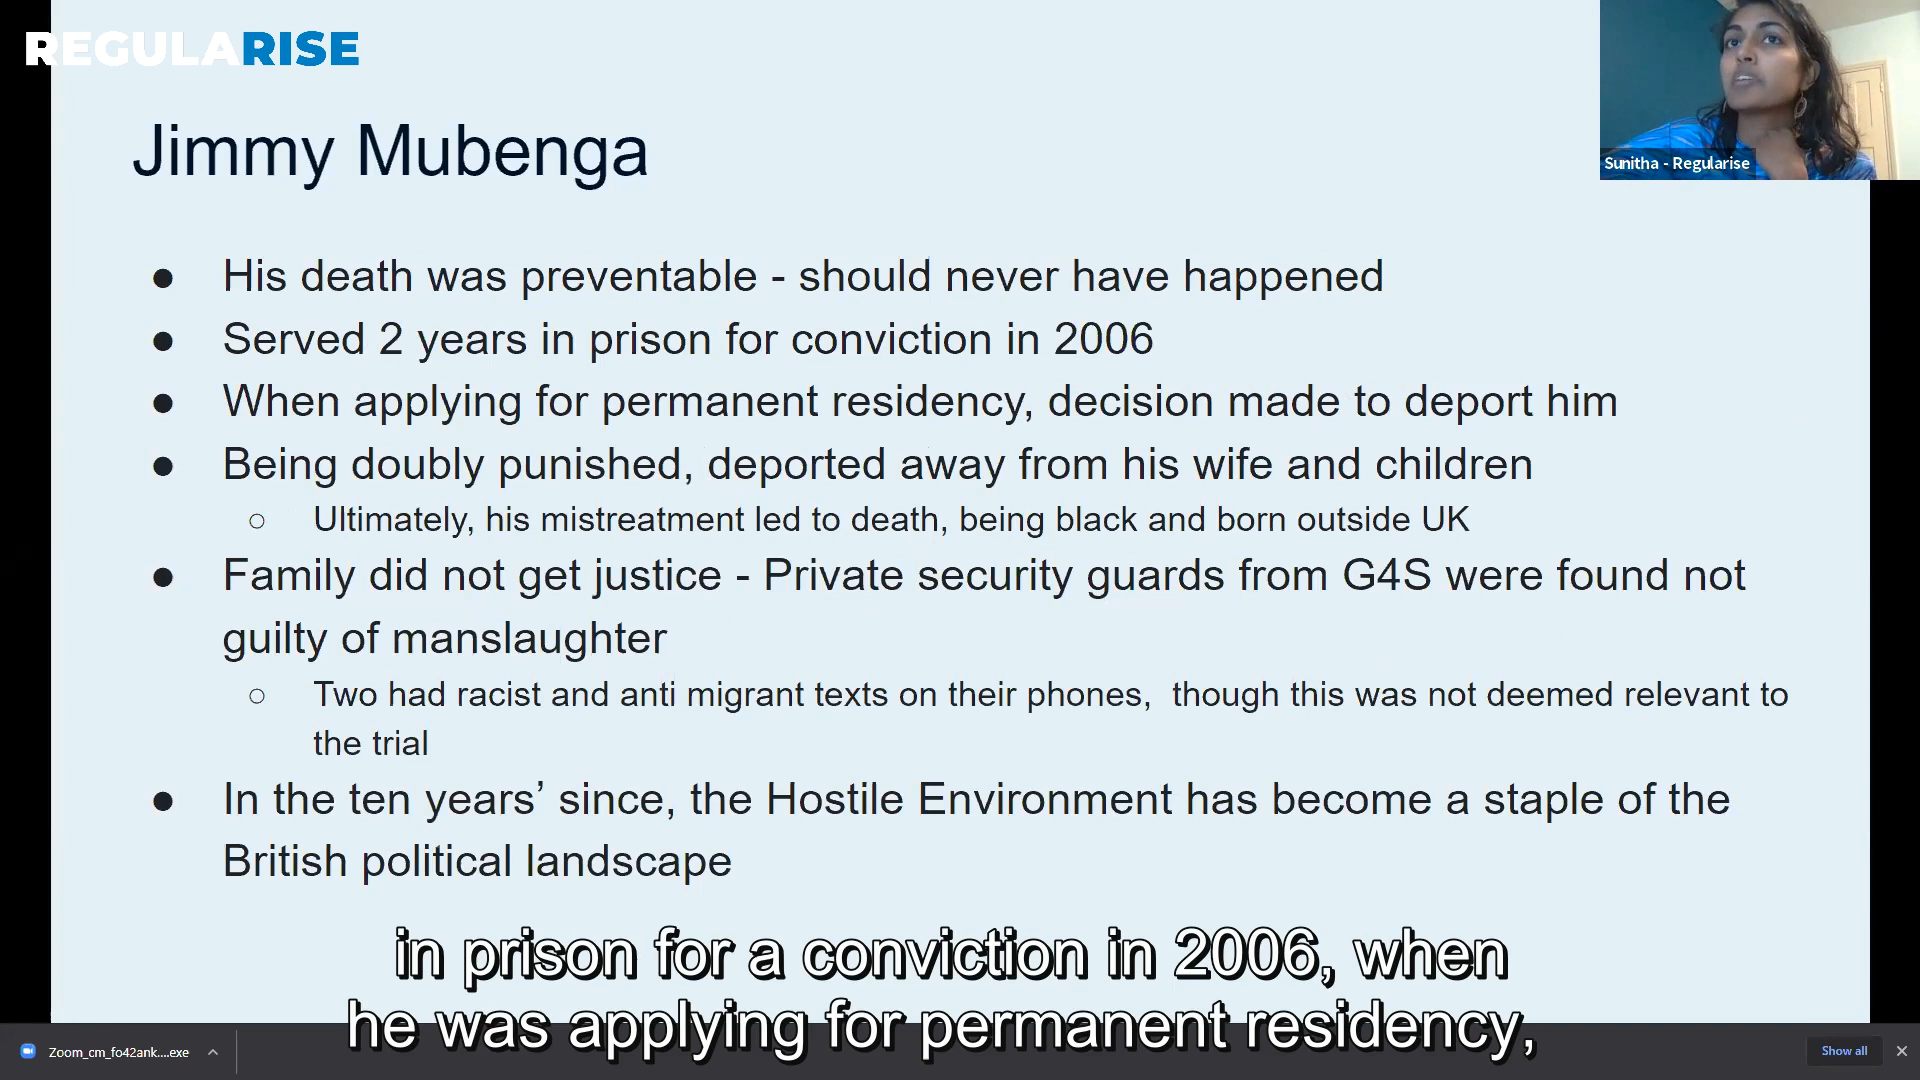 REGULARISE
Sunitha - Regularise
Jimmy Mubenga
● His death was preventable - should never have happened
● Served 2 years in prison for conviction in 2006
● When applying for permanent residency, decision made to deport him
● Being doubly punished, deported away from his wife and children
○ Ultimately, his mistreatment led to death, being black and born outside UK
● Family did not get justice - Private security guards from G4S were found not
guilty of manslaughter
○ Two had racist and anti migrant texts on their phones,  though this was not deemed relevant to
the trial
● In the ten years’ since, the Hostile Environment has become a staple of the
British political landscape
in prison for a conviction in 2006, when
he was applying for permanent residency,
Zoom_cm_fo42ank....exe
Show all